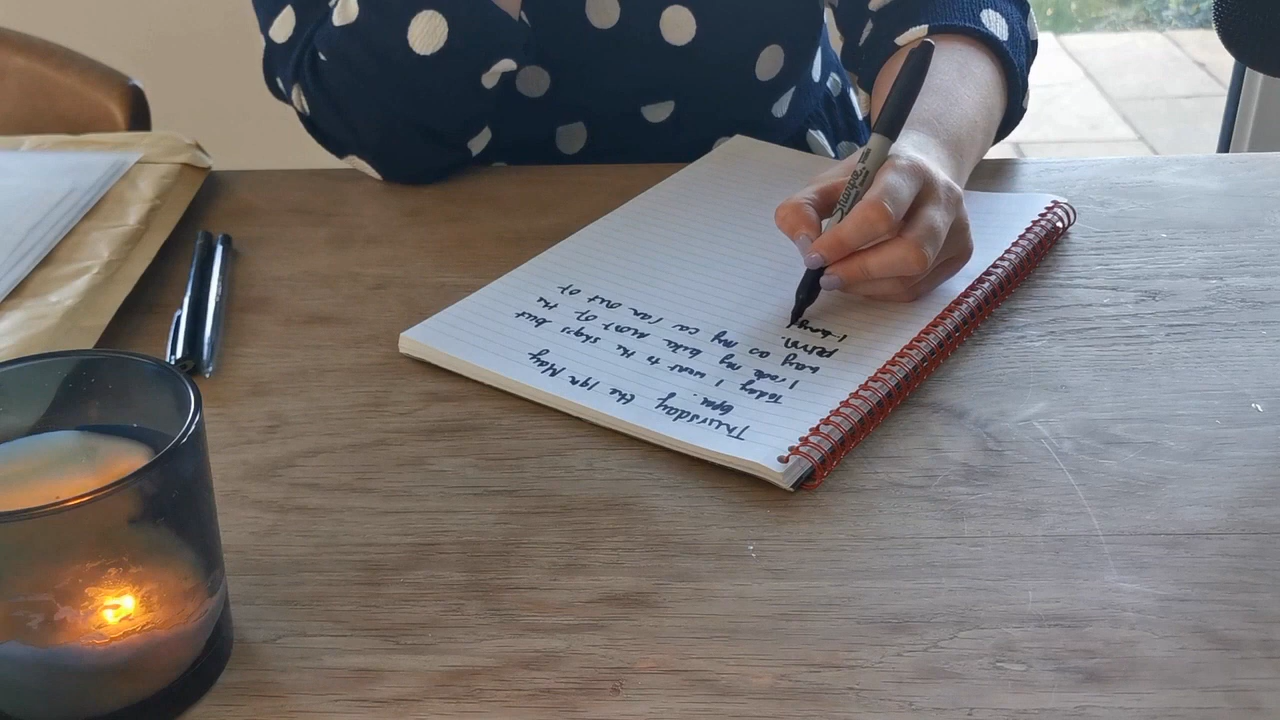 Thursday the 19th May
6pm.
Today I went to the shops but
I rode my bike most of the
way as my car ran out of
petrol.
Sharpie